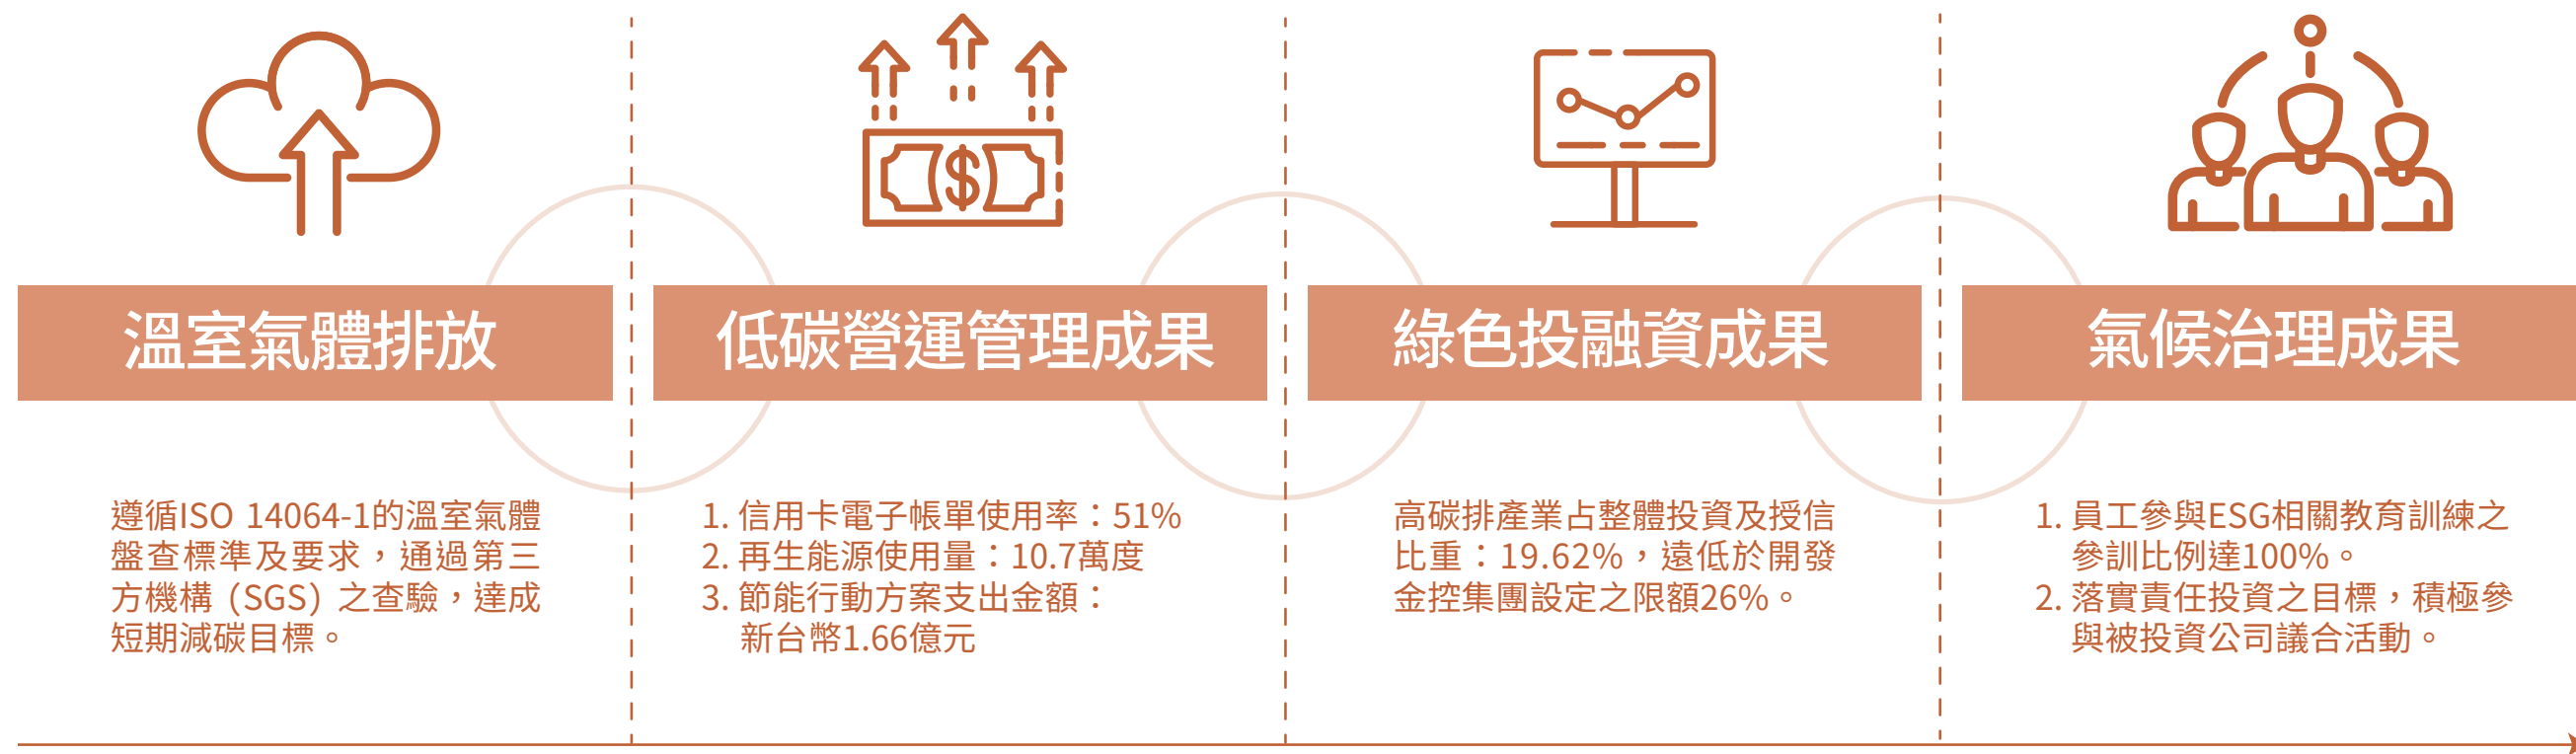 溫室氣體排放
遵循ISO 14064-1的溫室氣體
盤查標準及要求，通過第三
方機構（SGS）之查驗，達成
短期減碳目標。
低碳營運管理成果
1. 信用卡電子帳單使用率：51%
2. 再生能源使用量：10.7萬度
3. 節能行動方案支出金額：
新台幣1.66億元
綠色投融資成果
高碳排產業占整體投資及授信
比重：19.62%，遠低於開發
金控集團設定之限額26%。
氣候治理成果
1. 員工參與ESG相關教育訓練之
參訓比例達100%。
2. 落實責任投資之目標，積極參
與被投資公司議合活動。